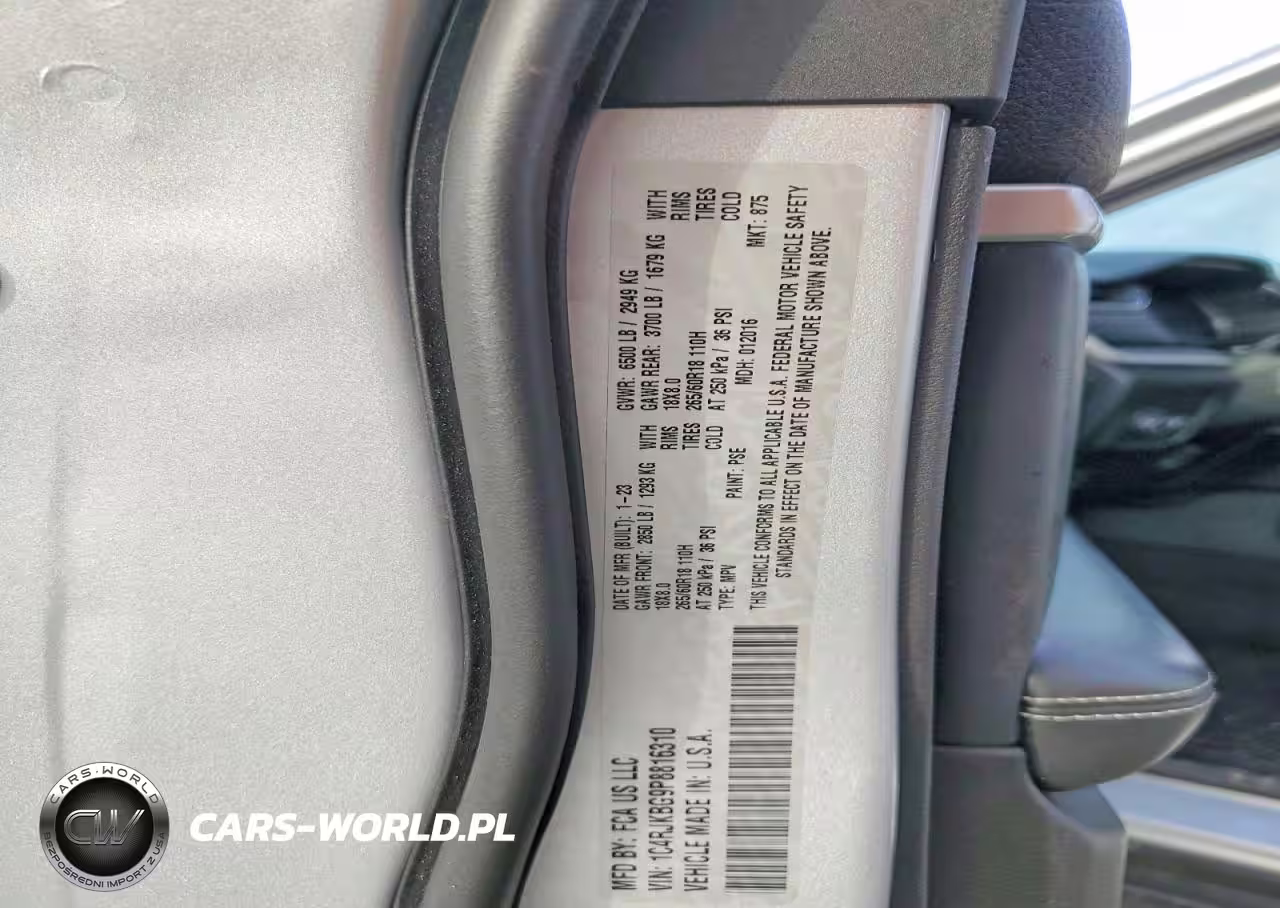 MFD BY: FCA US LLC
VIN: 1C4RJKBG9P8816310
VEHICLE MADE IN: U.S.A.
DATE OF MFR (BUILT): 1-23 GVWR: 6500 LB / 2949 KG
GAWR FRONT: 2850 LB / 1293 KG WITH GAWR REAR: 3700 LB / 1679 KG WITH
18X8.0 RIMS 18X8.0 RIMS
265/60R18 110H TIRES 265/60R18 110H TIRES
AT 250 kPa / 36 PSI COLD AT 250 kPa / 36 PSI COLD
TYPE: MPV PAINT: PSE MDH: 012016 MKT: 875
THIS VEHICLE CONFORMS TO ALL APPLICABLE U.S.A. FEDERAL MOTOR VEHICLE SAFETY
STANDARDS IN EFFECT ON THE DATE OF MANUFACTURE SHOWN ABOVE.
CARS-WORLD
CW
BEZPOŚREDNI IMPORT Z USA
CARS-WORLD.PL